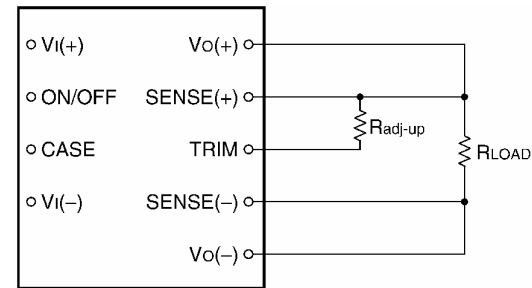 VI(+)
VO(+)
ON/OFF
SENSE(+)
CASE
TRIM
VI(−)
SENSE(−)
VO(−)
Radj-up
RLOAD